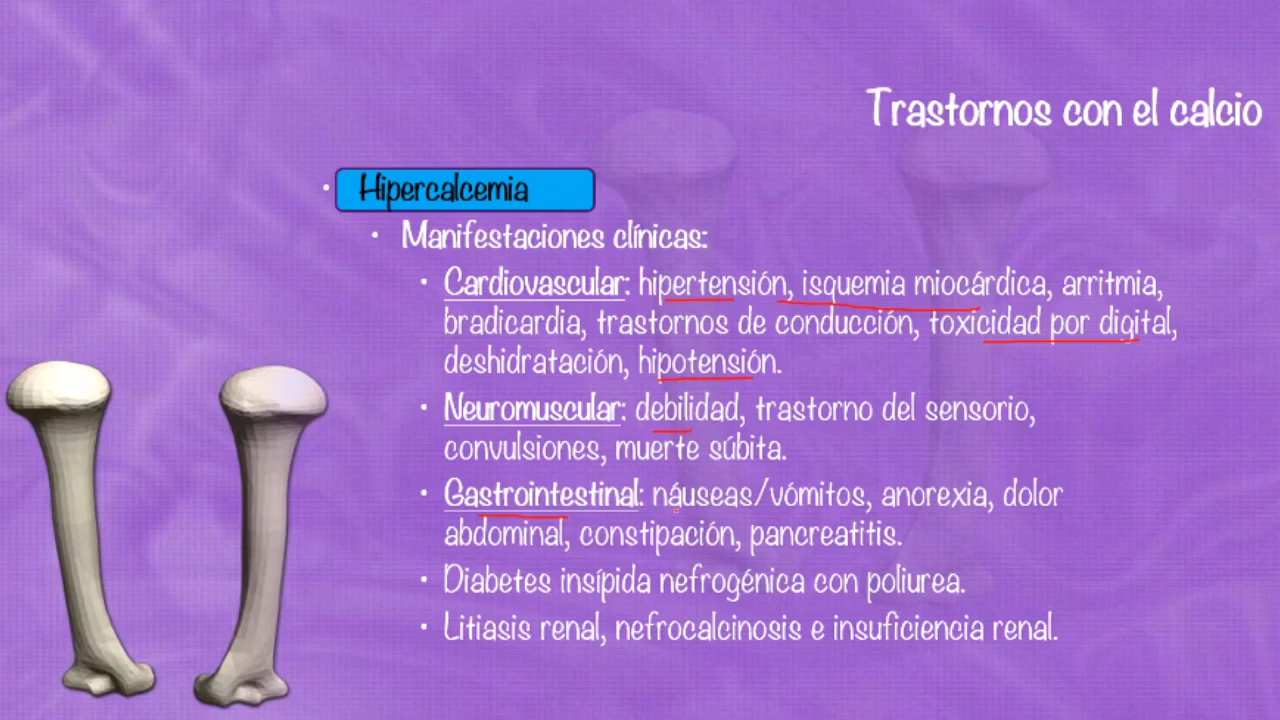 Trastornos con el calcio
• Hipercalcemia
• Manifestaciones clínicas:
• Cardiovascular: hipertensión, isquemia miocárdica, arritmia,
bradicardia, trastornos de conducción, toxicidad por digital,
deshidratación, hipotensión.
• Neuromuscular: debilidad, trastorno del sensorio,
convulsiones, muerte súbita.
• Gastrointestinal: náuseas/vómitos, anorexia, dolor
abdominal, constipación, pancreatitis.
• Diabetes insípida nefrogénica con poliurea.
• Litiasis renal, nefrocalcinosis e insuficiencia renal.